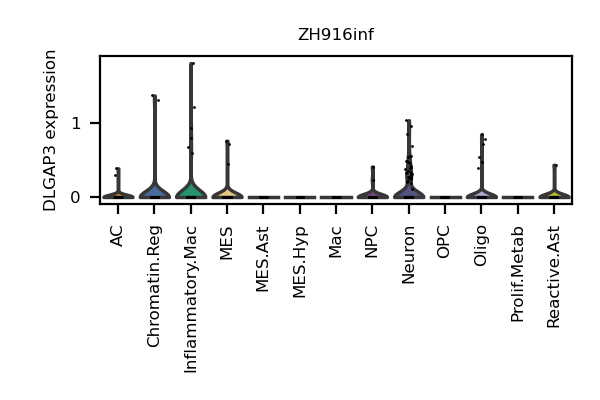 ZH916inf
DLGAP3 expression
1
0
AC
Chromatin.Reg
Inflammatory.Mac
MES
MES.Ast
MES.Hyp
Mac
NPC
Neuron
OPC
Oligo
Prolif.Metab
Reactive.Ast